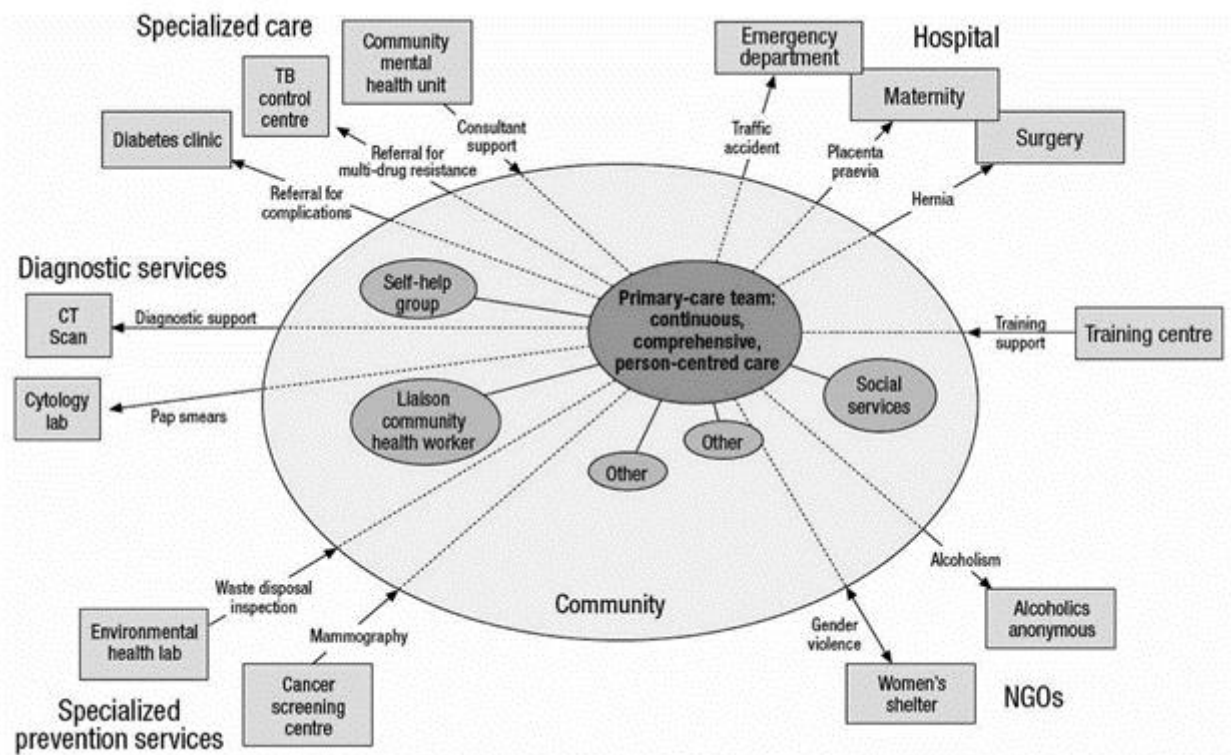 Specialized care
Community
mental
health unit
TB
control
centre
Diabetes clinic
Consultant
support
Referral for
multi-drug resistance
Referral for
complications
Emergency
department
Hospital
Maternity
Surgery
Traffic
accident
Placenta
praevia
Hernia
Diagnostic services
CT
Scan
Diagnostic support
Cytology
lab
Pap smears
Self-help
group
Primary-care team:
continuous,
comprehensive,
person-centred care
Training
support
Training centre
Liaison
community
health worker
Social
services
Other
Other
Community
Waste disposal
inspection
Environmental
health lab
Mammography
Cancer
screening
centre
Specialized
prevention services
Alcoholism
Alcoholics
anonymous
Gender
violence
Women's
shelter
NGOs